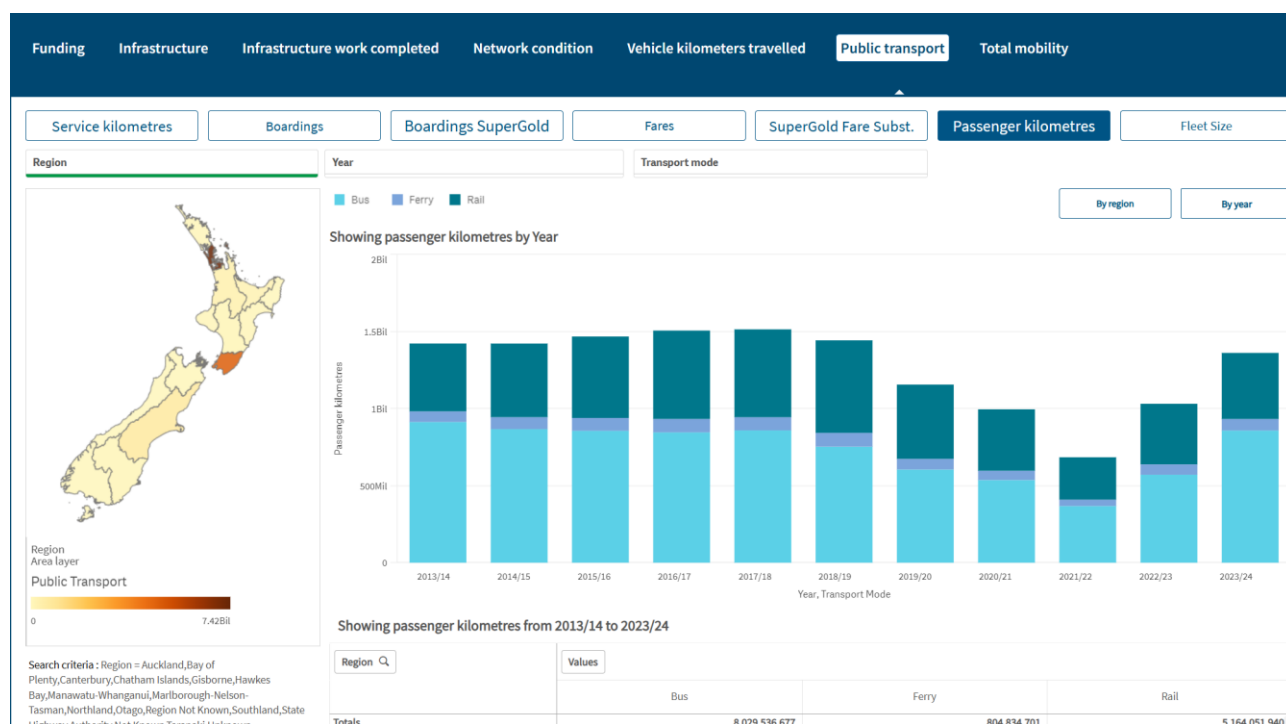 Funding Infrastructure Infrastructure work completed Network condition Vehicle kilometers travelled Public transport Total mobility
Service kilometres Boardings Boardings SuperGold Fares SuperGold Fare Subst. Passenger kilometres Fleet Size
Region Year Transport mode
Bus Ferry Rail
By region By year
Showing passenger kilometres by Year
2Bil
1.5Bil
1Bil
500Mil
0
Passenger kilometres
2013/14 2014/15 2015/16 2016/17 2017/18 2018/19 2019/20 2020/21 2021/22 2022/23 2023/24
Year, Transport Mode
Region
Area layer
Public Transport
0 7.42Bil
Search criteria : Region = Auckland,Bay of
Plenty,Canterbury,Chatham Islands,Gisborne,Hawkes
Bay,Manawatu-Whanganui,Marlborough-Nelson-
Tasman,Northland,Otago,Region Not Known,Southland,State
Highway Authority Not Known,Taranaki,Unknown
Showing passenger kilometres from 2013/14 to 2023/24
Region Values
Bus Ferry Rail
Totals 8,029,536,677 804,834,701 5,164,051,940